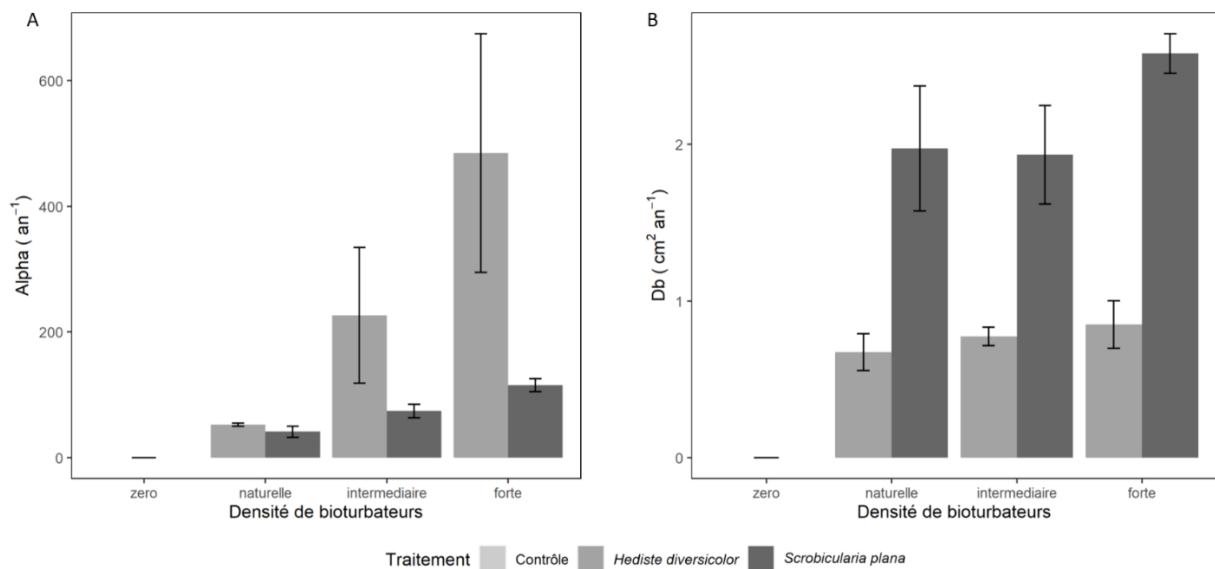 A
600
400
200
0
Alpha ( an⁻¹)
zero naturelle intermediaire forte
Densité de bioturbateurs
B
2
1
0
Db ( cm² an⁻¹)
zero naturelle intermediaire forte
Densité de bioturbateurs
Traitement Contrôle Hediste diversicolor Scrobicularia plana